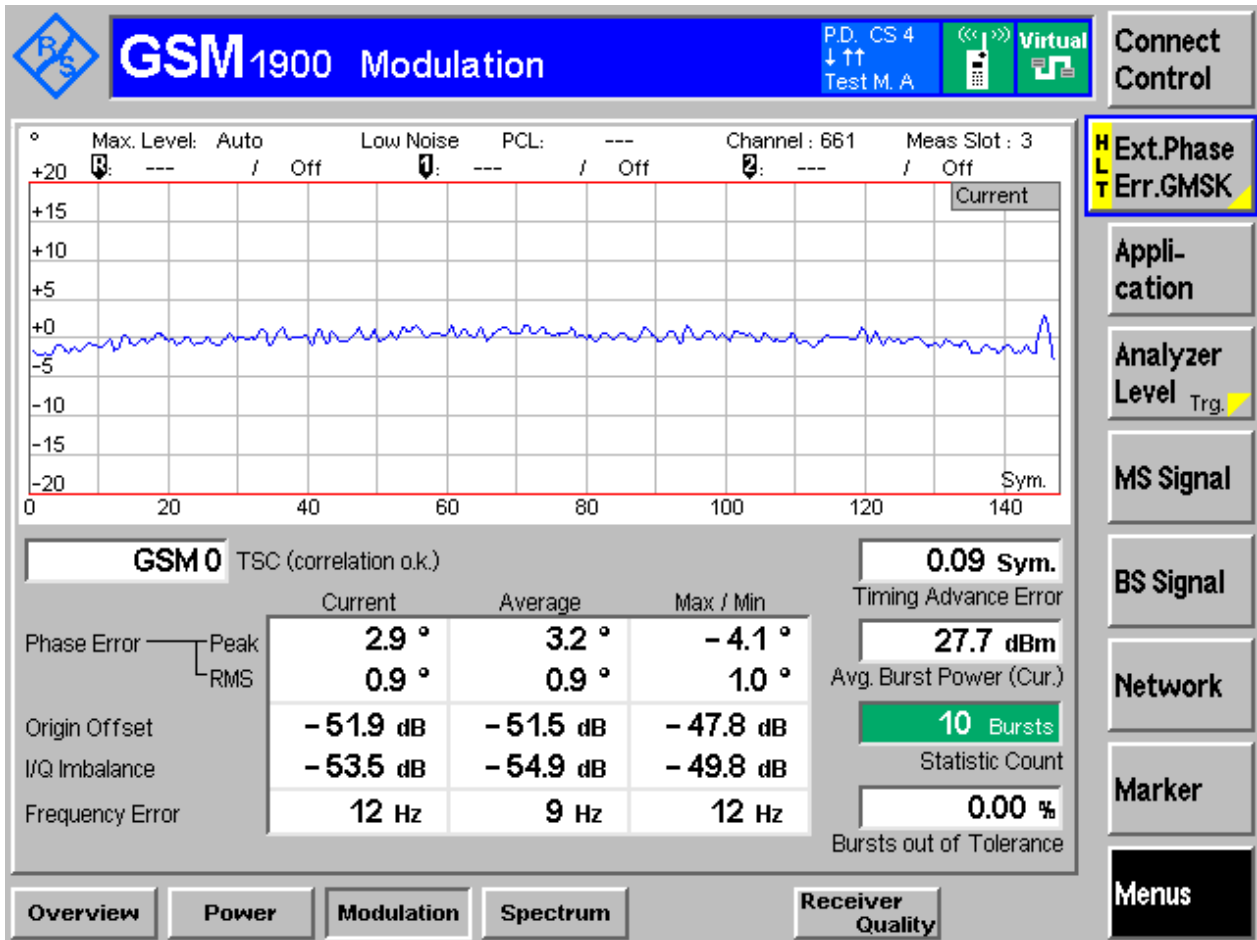 R/S
GSM 1900 Modulation
P.D. CS 4
↓ ↑↑
Test M. A
Virtual
Connect
Control
° Max. Level: Auto Low Noise PCL: --- Channel : 661 Meas Slot : 3
R: --- / Off 1: --- / Off 2: --- / Off
Current
+20
+15
+10
+5
+0
−5
−10
−15
−20
Sym.
0 20 40 60 80 100 120 140
GSM 0 TSC (correlation o.k.)
Current Average Max / Min
Phase Error Peak 2.9 ° 3.2 ° − 4.1 °
RMS 0.9 ° 0.9 ° 1.0 °
Origin Offset − 51.9 dB − 51.5 dB − 47.8 dB
I/Q Imbalance − 53.5 dB − 54.9 dB − 49.8 dB
Frequency Error 12 Hz 9 Hz 12 Hz
0.09 Sym.
Timing Advance Error
27.7 dBm
Avg. Burst Power (Cur.)
10 Bursts
Statistic Count
0.00 %
Bursts out of Tolerance
HLT
Ext.Phase
Err.GMSK
Appli-
cation
Analyzer
Level Trg.
MS Signal
BS Signal
Network
Marker
Menus
Overview Power Modulation Spectrum Receiver
Quality